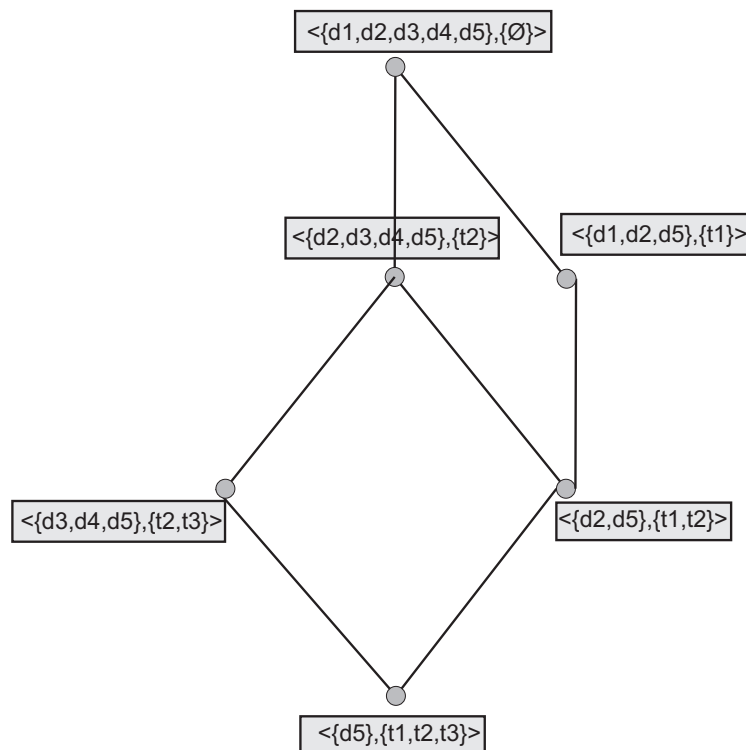 <{d1,d2,d3,d4,d5},{Ø}>
<{d2,d3,d4,d5},{t2}>
<{d1,d2,d5},{t1}>
<{d3,d4,d5},{t2,t3}>
<{d2,d5},{t1,t2}>
<{d5},{t1,t2,t3}>